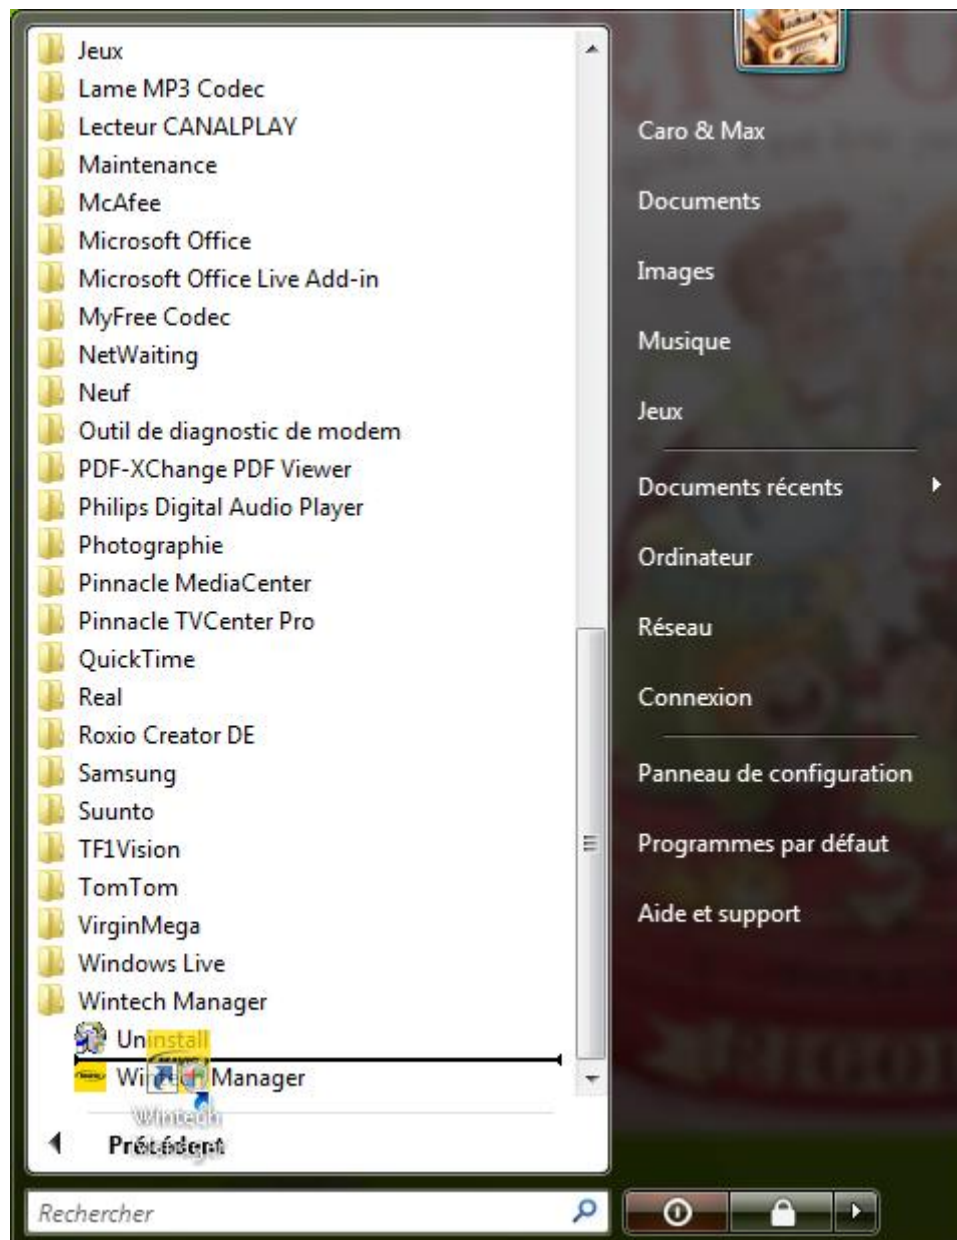 Jeux
Lame MP3 Codec
Lecteur CANALPLAY
Maintenance
McAfee
Microsoft Office
Microsoft Office Live Add-in
MyFree Codec
NetWaiting
Neuf
Outil de diagnostic de modem
PDF-XChange PDF Viewer
Philips Digital Audio Player
Photographie
Pinnacle MediaCenter
Pinnacle TVCenter Pro
QuickTime
Real
Roxio Creator DE
Samsung
Suunto
TF1Vision
TomTom
VirginMega
Windows Live
Wintech Manager
Uninstall
Wintech Manager
Wintech
Précédent
Rechercher
Caro & Max
Documents
Images
Musique
Jeux
Documents récents
Ordinateur
Réseau
Connexion
Panneau de configuration
Programmes par défaut
Aide et support